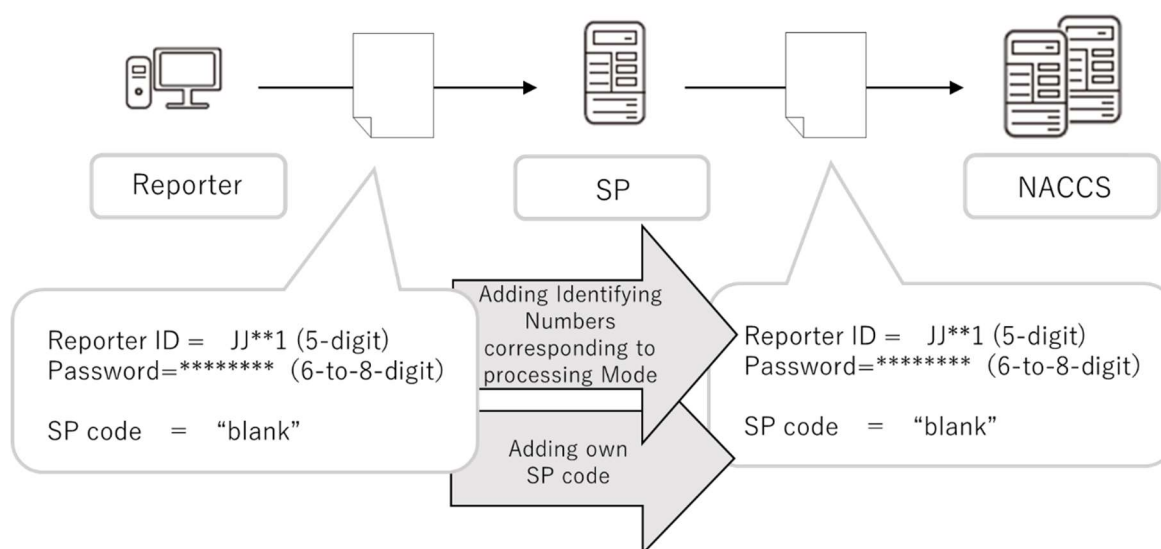 Reporter
SP
NACCS
Reporter ID = JJ**1 (5-digit)
Password=******** (6-to-8-digit)
SP code = “blank”
Adding Identifying
Numbers
corresponding to
processing Mode
Adding own
SP code
Reporter ID = JJ**1 (5-digit)
Password=******** (6-to-8-digit)
SP code = “blank”